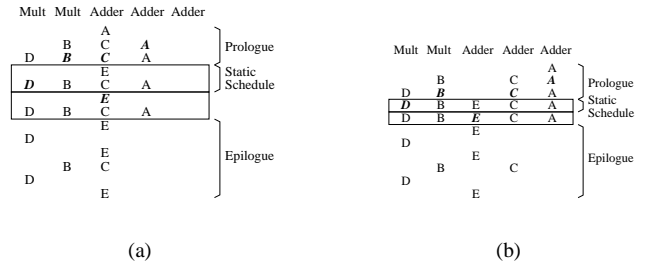 Mult Mult Adder Adder Adder
A
B C A
D B C A
E
D B C A
E
D B C A
E
D
E
B C
D
E
Prologue
Static
Schedule
Epilogue
(a)
Mult Mult Adder Adder Adder
A
B C A
D B C A
D B E C A
D B E C A
E
D
E
B C
D
E
Prologue
Static
Schedule
Epilogue
(b)